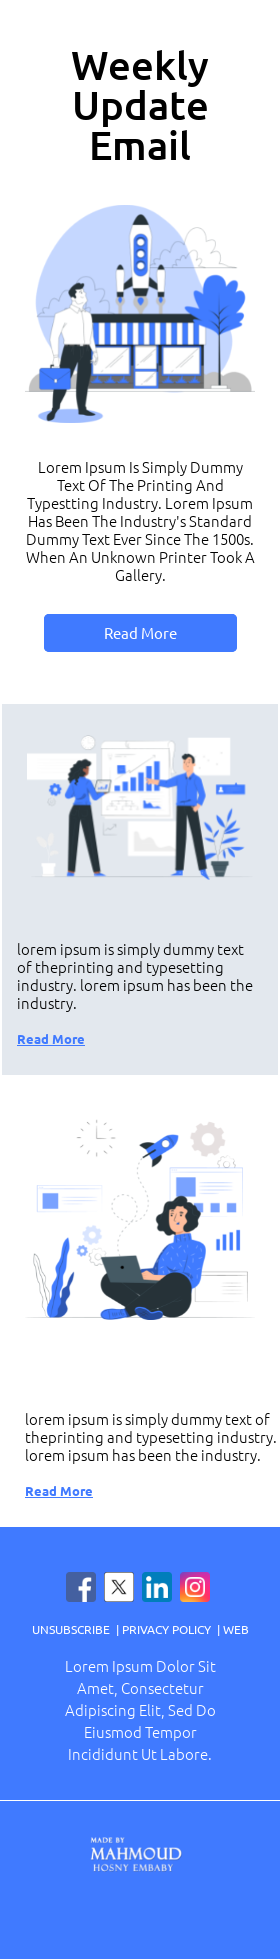 Weekly
Update
Email
Lorem Ipsum Is Simply Dummy
Text Of The Printing And
Typestting Industry. Lorem Ipsum
Has Been The Industry's Standard
Dummy Text Ever Since The 1500s.
When An Unknown Printer Took A
Gallery.
Read More
lorem ipsum is simply dummy text
of theprinting and typesetting
industry. lorem ipsum has been the
industry.
Read More
lorem ipsum is simply dummy text of
theprinting and typesetting industry.
lorem ipsum has been the industry.
Read More
UNSUBSCRIBE | PRIVACY POLICY | WEB
Lorem Ipsum Dolor Sit
Amet, Consectetur
Adipiscing Elit, Sed Do
Eiusmod Tempor
Incididunt Ut Labore.
MADE BY
MAHMOUD
HOSNY EMBABY